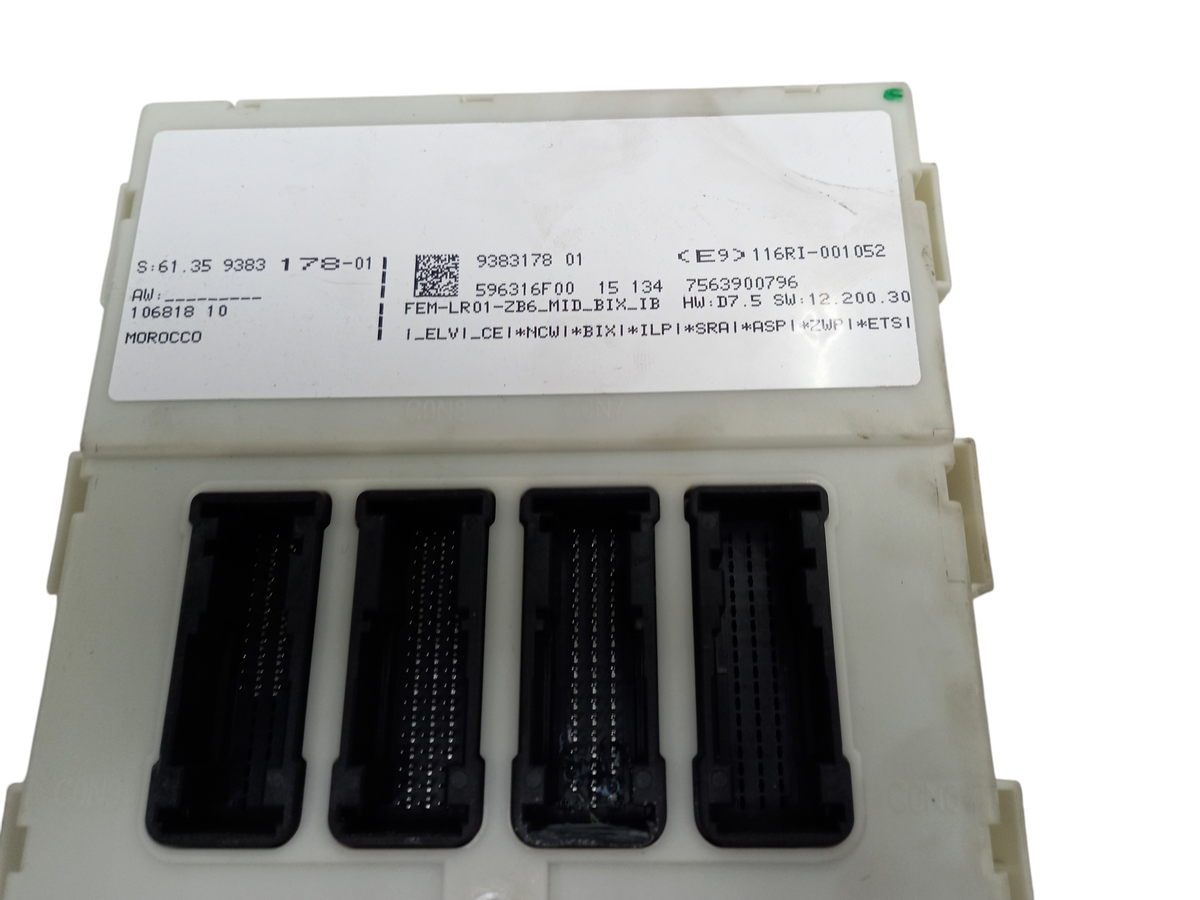 S:61.35 9383 178-01
AW:_________
106818 10
MOROCCO
9383178 01
<E9>116RI-001052
596316F00 15 134 7563900796
FEM-LR01-ZB6_MID_BIX_IB HW:D7.5 SW:12.200.30
|_ELV|_CE|*NCW|*BIX|*ILP|*SRA|*ASP|*ZWP|*ETS|